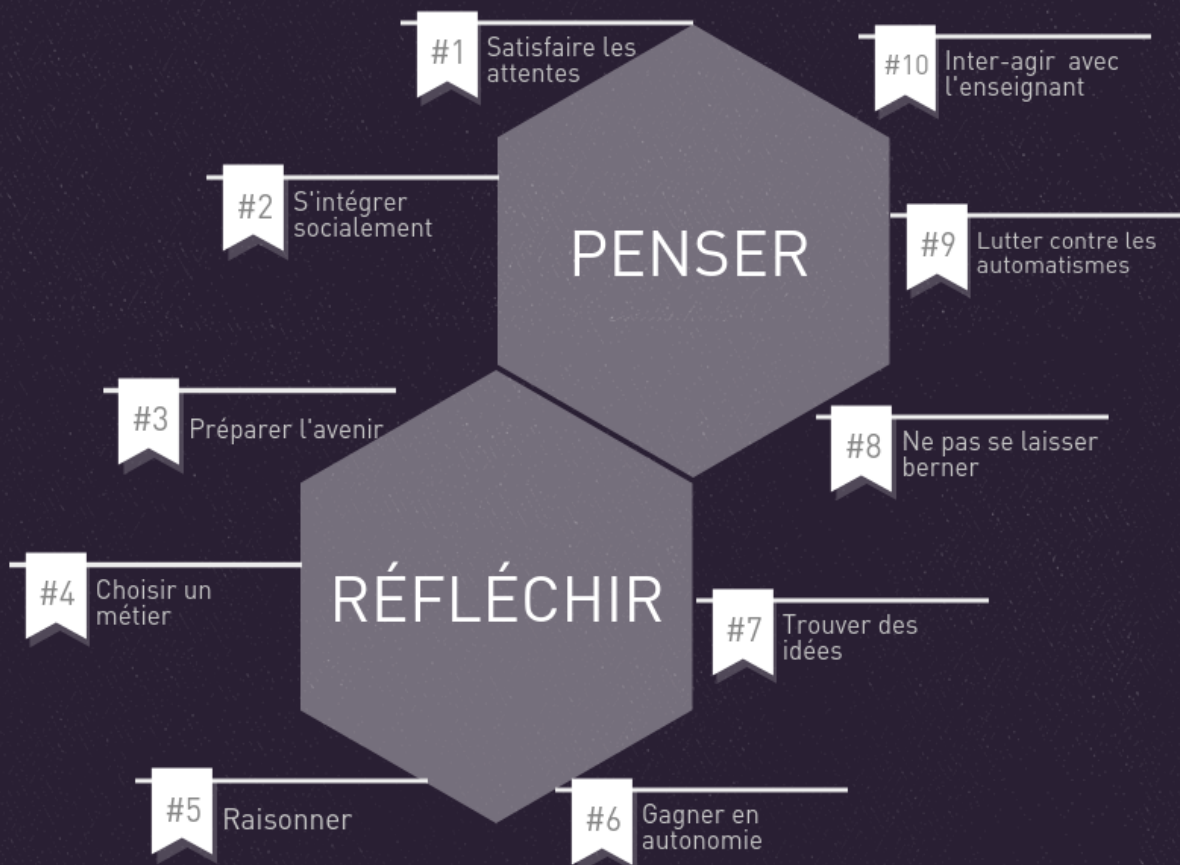 #1 Satisfaire les
attentes
#10 Inter-agir avec
l'enseignant
#2 S'intégrer
socialement
PENSER
#9 Lutter contre les
automatismes
#3 Préparer l'avenir
#8 Ne pas se laisser
berner
#4 Choisir un
métier
RÉFLÉCHIR
#7 Trouver des
idées
#5 Raisonner
#6 Gagner en
autonomie